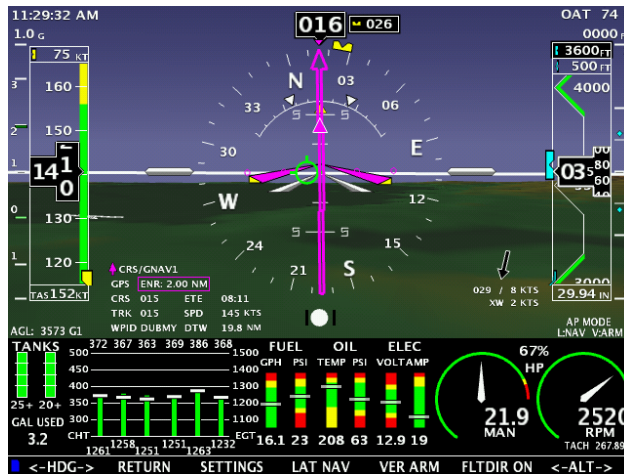 11:29:32 AM
016
026
OAT 74
1.0 G
0000 F
75 KT
3600 FT
500 FT
160
150
130
120
TAS152KT
N
03
06
E
12
15
S
21
24
W
30
33
5 5
5 5
4000
3000
29.94 IN
CRS/GNAV1
GPS ENR: 2.00 NM
CRS 015 ETE 08:11
TRK 015 SPD 145 KTS
WPID DUBMY DTW 19.8 NM
029 / 8 KTS
XW 2 KTS
AGL: 3573 G1
AP MODE
L:NAV V:ARM
TANKS
25+ 20+
GAL USED
3.2
372 367 363 369 386 368
500 1500
450 1400
400 1300
350 1200
300 1100
CHT EGT
1261 1258 1251 1251 1263 1232
FUEL OIL ELEC
GPH PSI TEMP PSI VOLT AMP
16.1 23 208 63 12.9 19
67%
HP
21.9
MAN
2520
RPM
TACH 267.89
<-HDG-> RETURN SETTINGS LAT NAV VER ARM FLTDIR ON <-ALT->